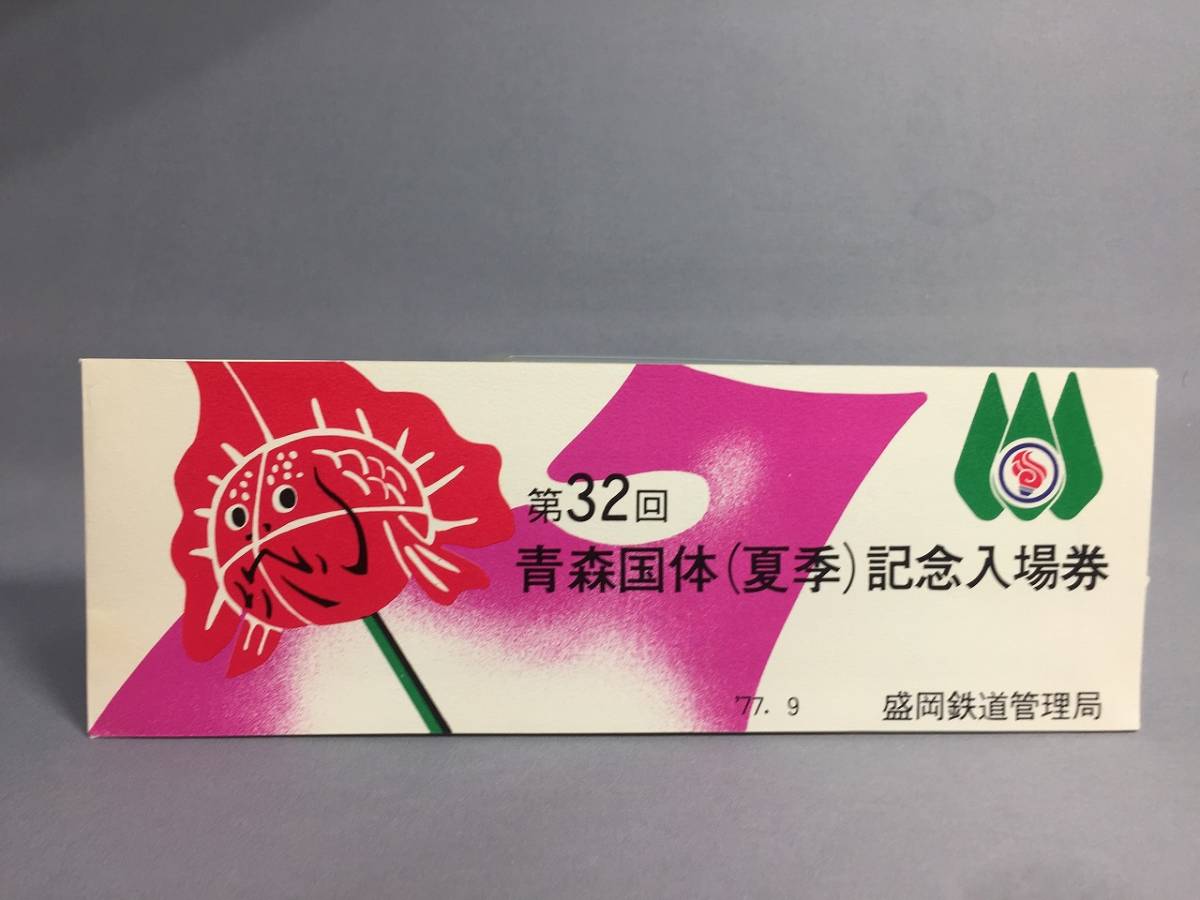 第32回
青森国体(夏季)記念入場券
'77. 9 盛岡鉄道管理局